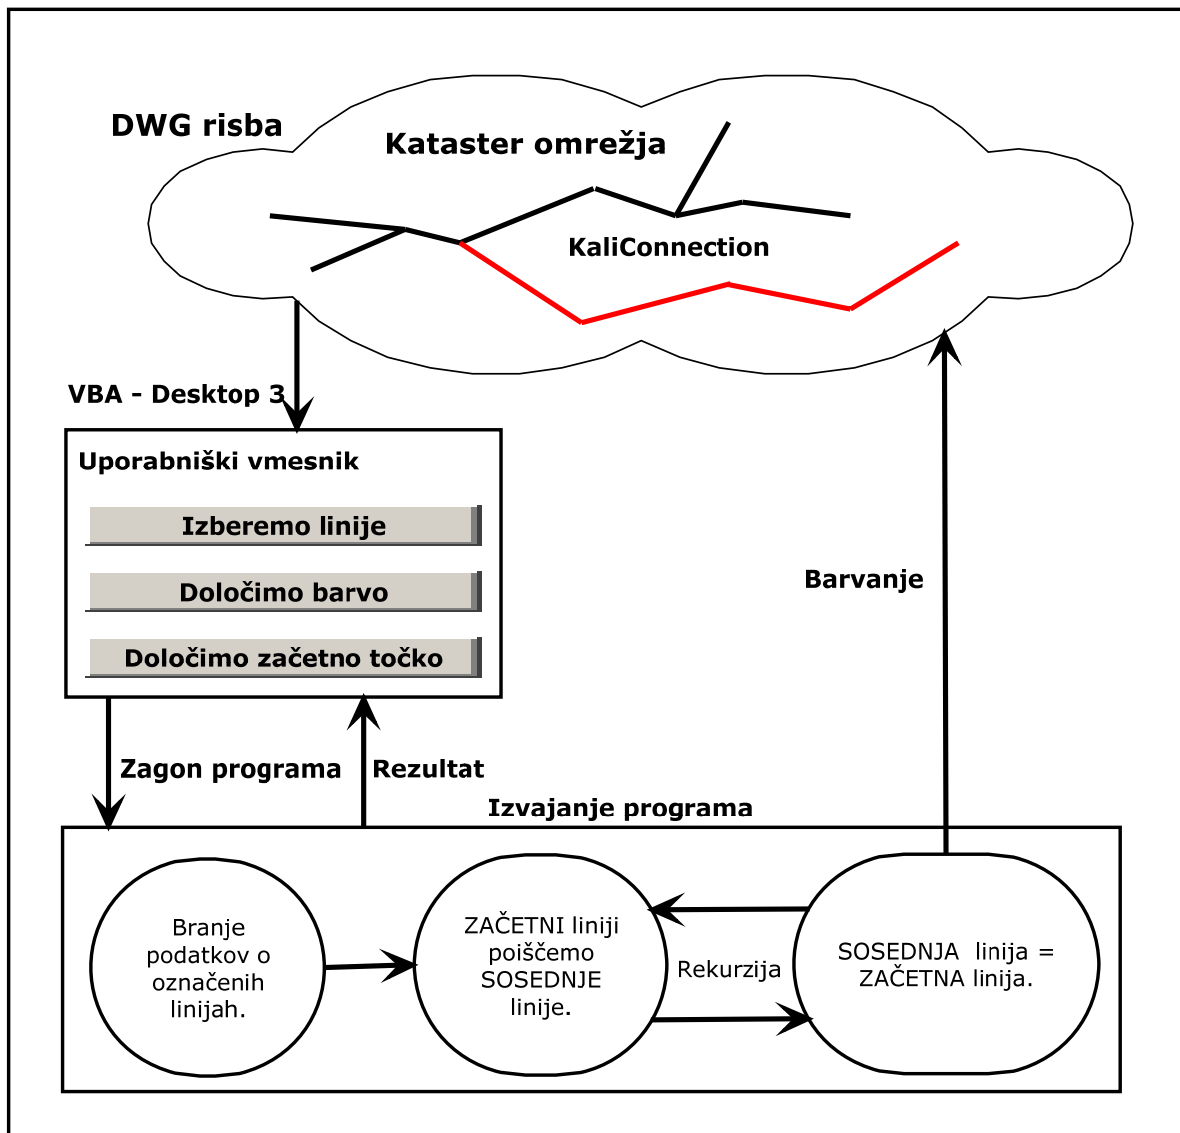 DWG risba
Kataster omrežja
KaliConnection
VBA – Desktop 3
Uporabniški vmesnik
Izberemo linije
Določimo barvo
Določimo začetno točko
Barvanje
Zagon programa
Rezultat
Izvajanje programa
Branje
podatkov o
označenih
linijah.
ZAČETNI liniji
poiščemo
SOSEDNJE
linije.
Rekurzija
SOSEDNJA linija =
ZAČETNA linija.